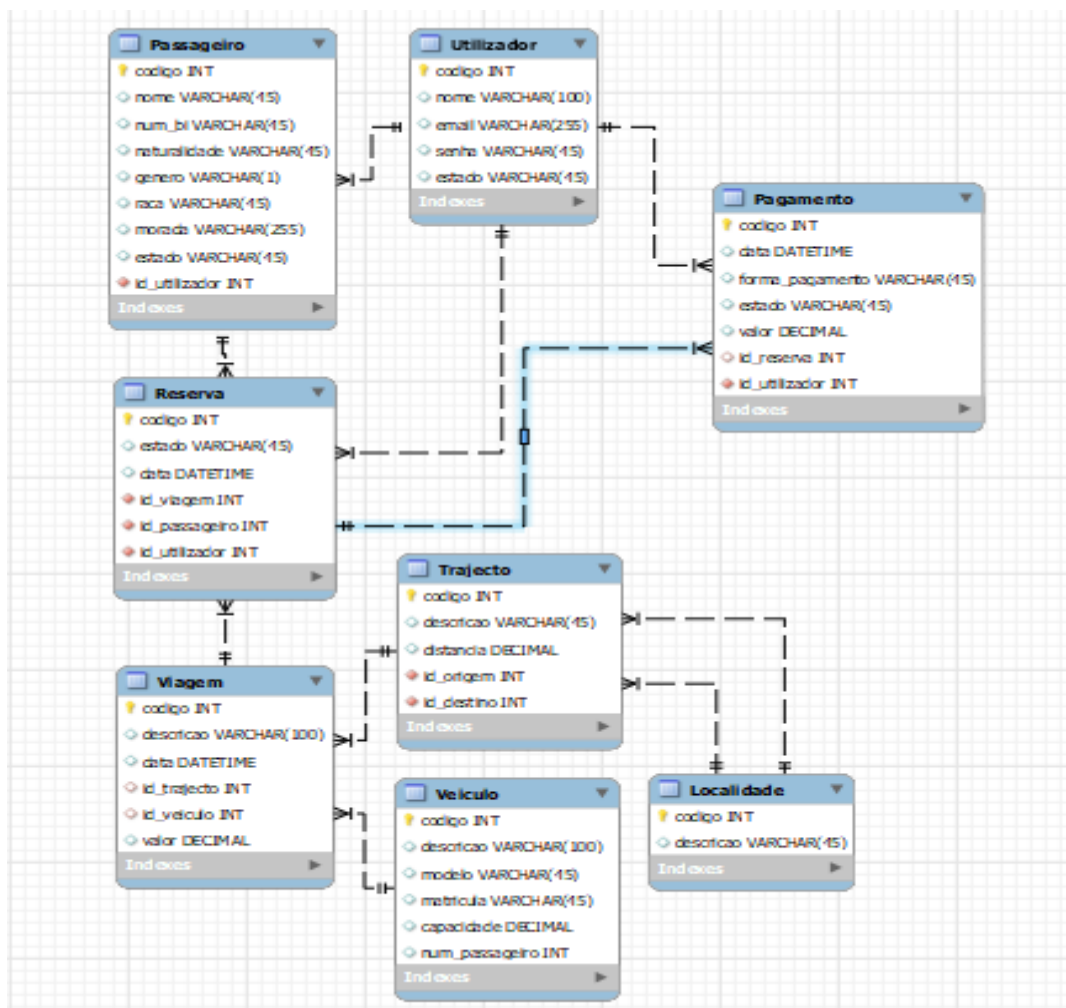 Passageiro
codigo INT
nome VARCHAR(45)
num_bi VARCHAR(45)
naturalidade VARCHAR(45)
genero VARCHAR(1)
raca VARCHAR(45)
morada VARCHAR(255)
estado VARCHAR(45)
id_utilizador INT
Indexes
Utilizador
codigo INT
nome VARCHAR(100)
email VARCHAR(255)
senha VARCHAR(45)
estado VARCHAR(45)
Indexes
Pagamento
codigo INT
data DATETIME
forma_pagamento VARCHAR(45)
estado VARCHAR(45)
valor DECIMAL
id_reserva INT
id_utilizador INT
Indexes
Reserva
codigo INT
estado VARCHAR(45)
data DATETIME
id_viagem INT
id_passageiro INT
id_utilizador INT
Indexes
Trajecto
codigo INT
descricao VARCHAR(45)
distancia DECIMAL
id_origem INT
id_destino INT
Indexes
Viagem
codigo INT
descricao VARCHAR(100)
data DATETIME
id_trajecto INT
id_veiculo INT
valor DECIMAL
Indexes
Veiculo
codigo INT
descricao VARCHAR(100)
modelo VARCHAR(45)
matricula VARCHAR(45)
capacidade DECIMAL
num_passageiro INT
Indexes
Localidade
codigo INT
descricao VARCHAR(45)
Indexes